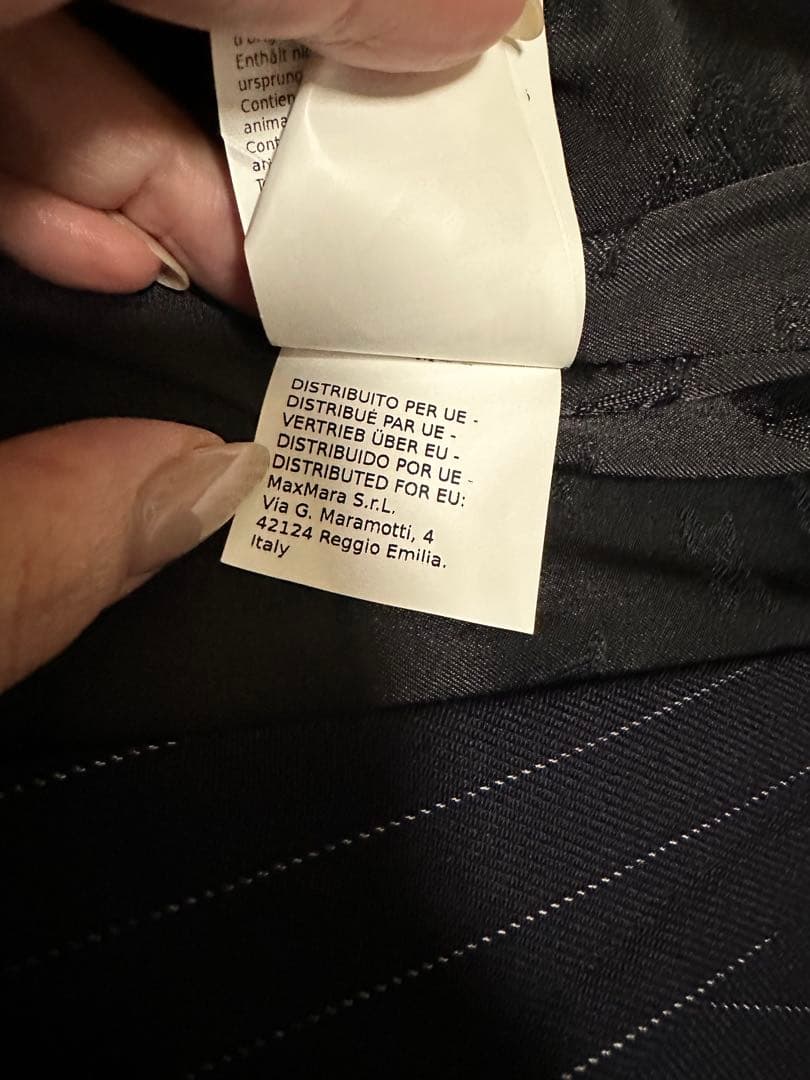 Enthält
ursprung
Contien
anima
Cont
DISTRIBUITO PER UE -
DISTRIBUÉ PAR UE -
VERTRIEB ÜBER EU -
DISTRIBUIDO POR UE -
DISTRIBUTED FOR EU:
MaxMara S.r.L.
Via G. Maramotti, 4
42124 Reggio Emilia.
Italy